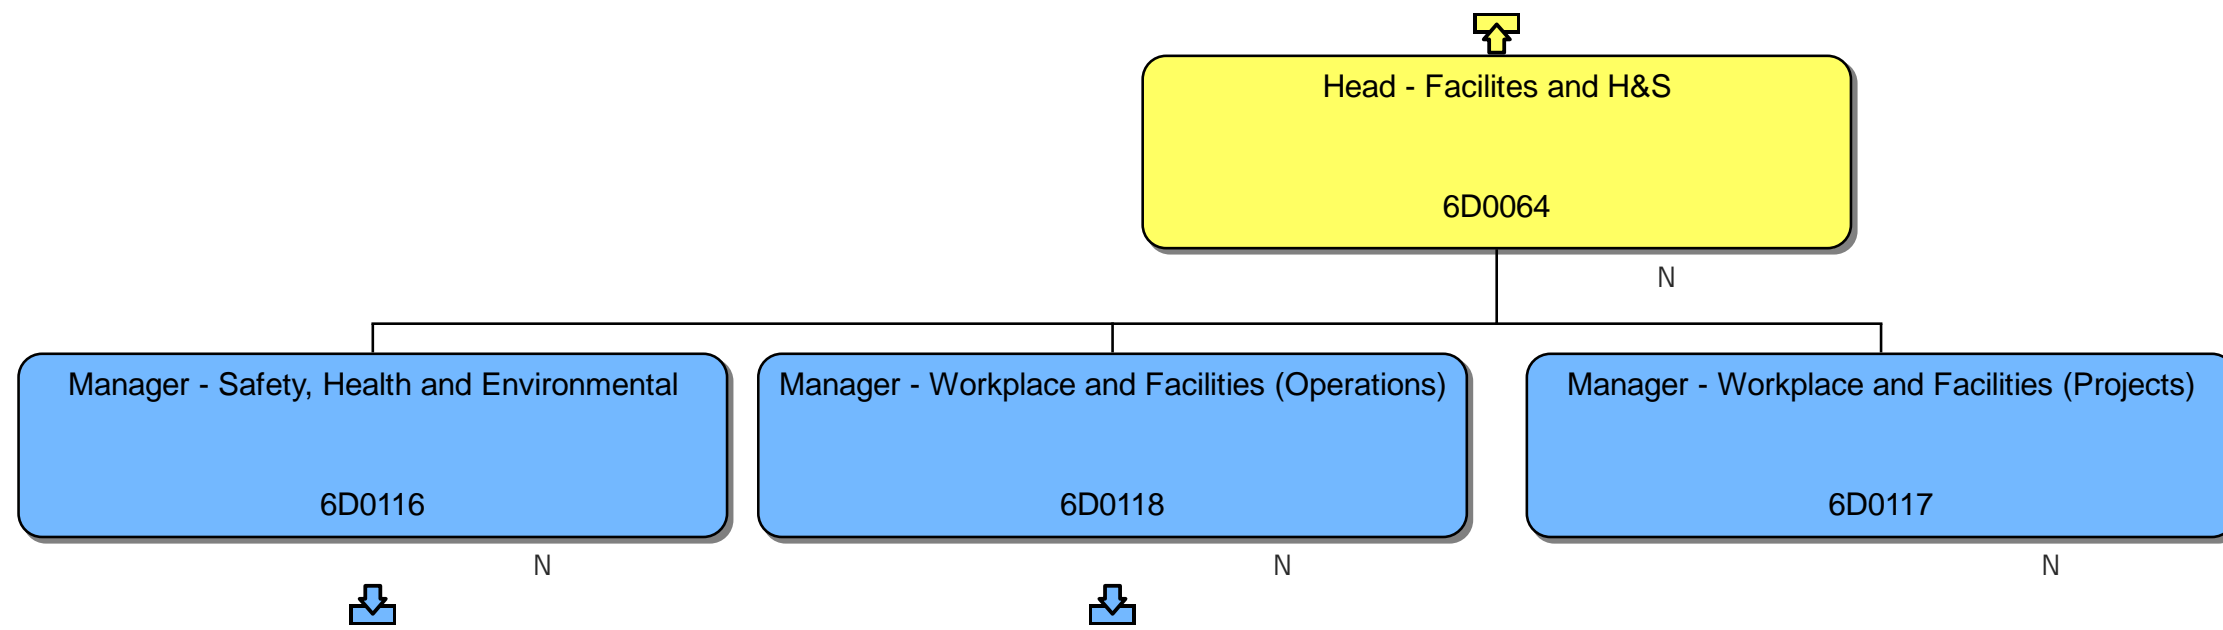 Head - Facilites and H&S
6D0064
N
Manager - Safety, Health and Environmental
6D0116
N
Manager - Workplace and Facilities (Operations)
6D0118
N
Manager - Workplace and Facilities (Projects)
6D0117
N